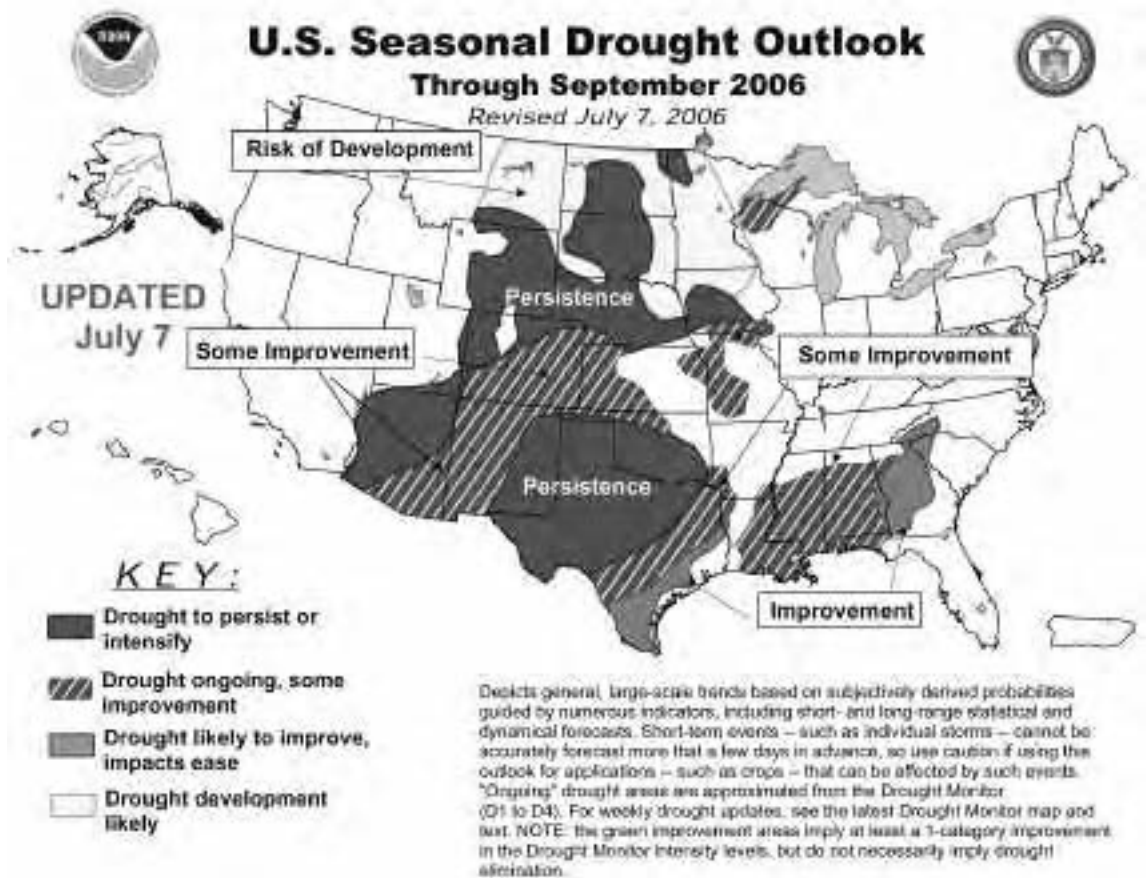 NOAA
U.S. Seasonal Drought Outlook
Through September 2006
Revised July 7, 2006
Risk of Development
UPDATED
July 7
Persistence
Some Improvement
Some Improvement
Persistence
Improvement
KEY:
Drought to persist or
intensify
Drought ongoing, some
improvement
Drought likely to improve,
impacts ease
Drought development
likely
Depicts general, large-scale trends based on subjectively derived probabilities
guided by numerous indicators, including short- and long-range statistical and
dynamical forecasts. Short-term events -- such as individual storms -- cannot be
accurately forecast more that a few days in advance, so use caution if using this
outlook for applications -- such as crops -- that can be affected by such events.
"Ongoing" drought areas are approximated from the Drought Monitor
(D1 to D4). For weekly drought updates, see the latest Drought Monitor map and
text. NOTE: the green improvement areas imply at least a 1-category improvement
in the Drought Monitor intensity levels, but do not necessarily imply drought
elimination.